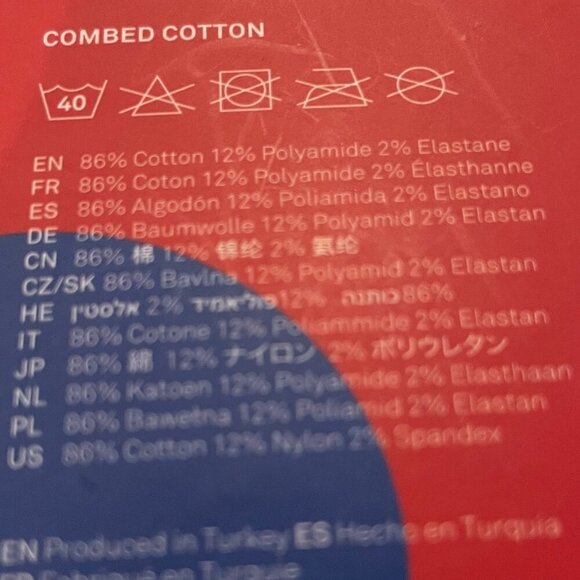 COMBED COTTON
40
EN 86% Cotton 12% Polyamide 2% Elastane
FR 86% Coton 12% Polyamide 2% Élasthanne
ES 86% Algodón 12% Poliamida 2% Elastano
DE 86% Baumwolle 12% Polyamid 2% Elastan
CN 86% 棉 12% 锦纶 2% 氨纶
CZ/SK 86% Bavlna 12% Polyamid 2% Elastan
HE 86% כותנה 12% פוליאמיד 2% אלסטין
IT 86% Cotone 12% Poliammide 2% Elastan
JP 86% 綿 12% ナイロン 2% ポリウレタン
NL 86% Katoen 12% Polyamide 2% Elasthaan
PL 86% Bawełna 12% Poliamid 2% Elastan
US 86% Cotton 12% Nylon 2% Spandex
EN Produced in Turkey ES Hecho en Turquía
FR Fabriqué en Turquie